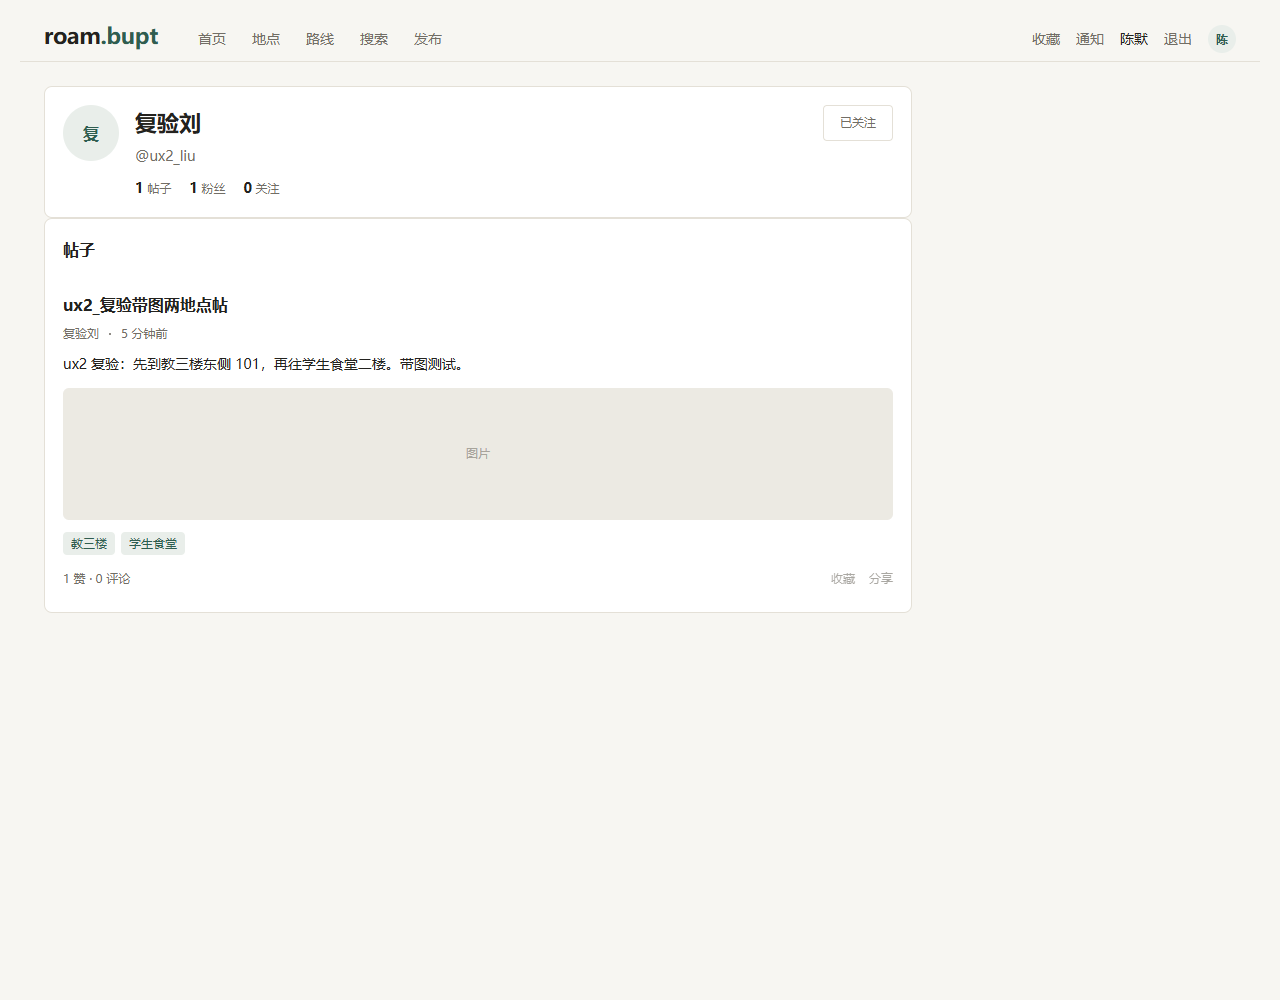 roam.bupt 首页 地点 路线 搜索 发布 收藏 通知 陈默 退出 陈
复
复验刘
已关注
@ux2_liu
1 帖子 1 粉丝 0 关注
帖子
ux2_复验带图两地点帖
复验刘 · 5 分钟前
ux2 复验：先到教三楼东侧 101，再往学生食堂二楼。带图测试。
图片
教三楼 学生食堂
1 赞 · 0 评论 收藏 分享